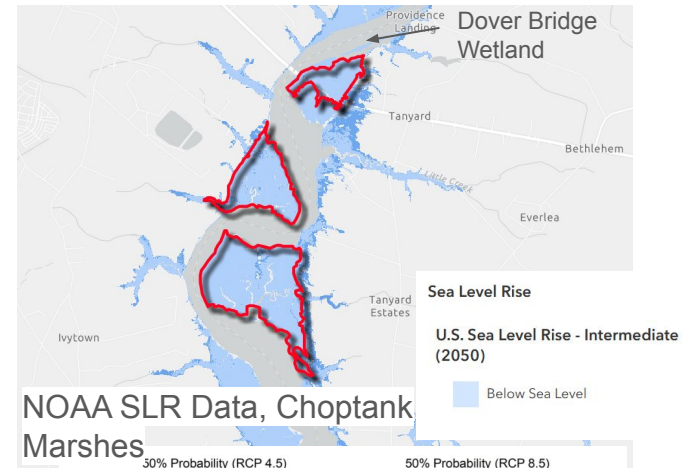 Providence
Landing
Dover Bridge
Wetland
Tanyard
Bethlehem
Little Creek
Everlea
Sea Level Rise
U.S. Sea Level Rise - Intermediate
(2050)
Below Sea Level
Tanyard
Estates
Ivytown
NOAA SLR Data, Choptank
Marshes
50% Probability (RCP 4.5)
50% Probability (RCP 8.5)